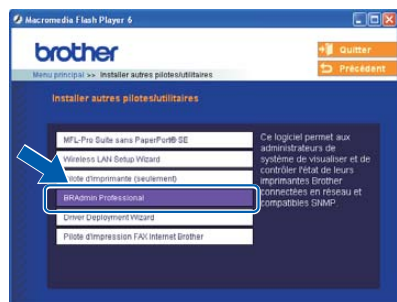 Macromedia Flash Player 6
brother
Quitter
Menu principal >> Installer autres pilotes/utilitaires
Précédent
Installer autres pilotes/utilitaires
MFL-Pro Suite sans PaperPort® SE
Wireless LAN Setup Wizard
Pilote d'imprimante (seulement)
BRAdmin Professional
Driver Deployment Wizard
Pilote d'impression FAX Internet Brother
Ce logiciel permet aux
administrateurs de
système de visualiser et de
contrôler l'état de leurs
imprimantes Brother
connectées en réseau et
compatibles SNMP.